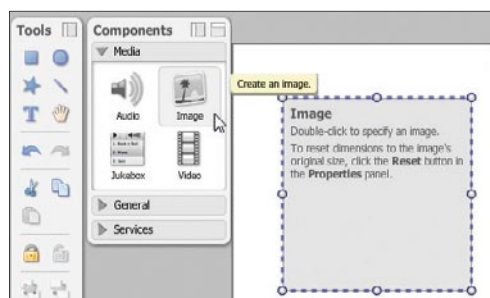 Tools
Components
Media
Audio
Image
Jukebox
Video
General
Services
Create an image.
Image
Double-click to specify an image.
To reset dimensions to the image's
original size, click the Reset button in
the Properties panel.